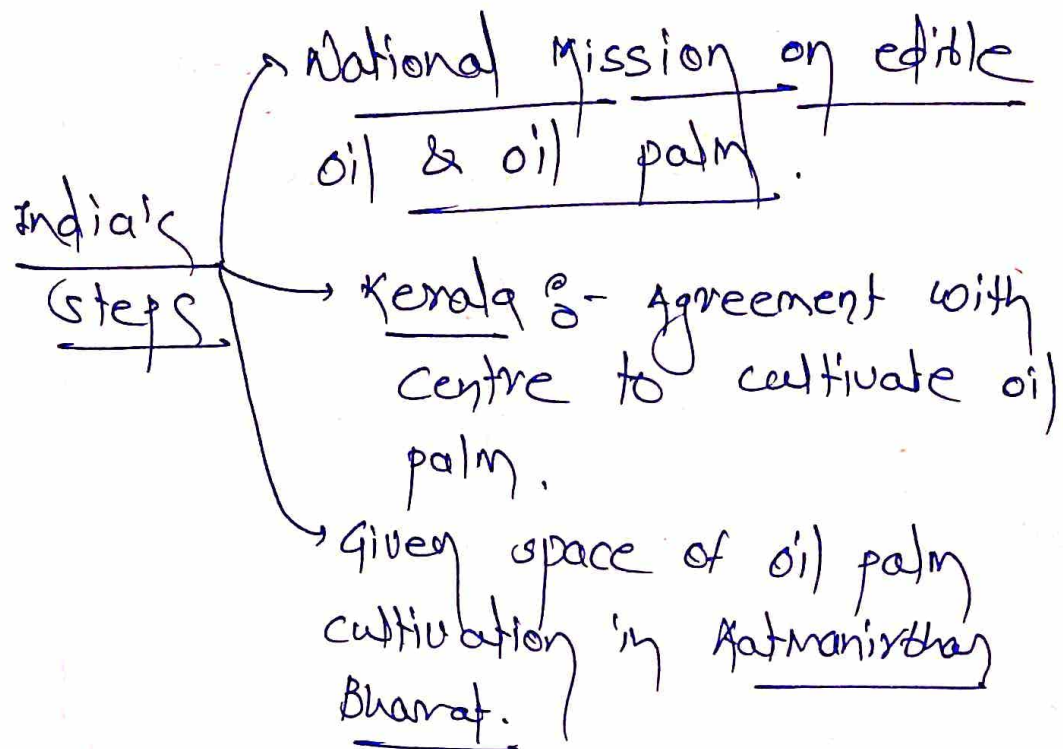 National Mission on edible
oil & oil palm.
India's
steps
Kerala :- Agreement with
centre to cultivate oil
palm.
Given space of oil palm
cultivation in Aatmanirbhar
Bharat.